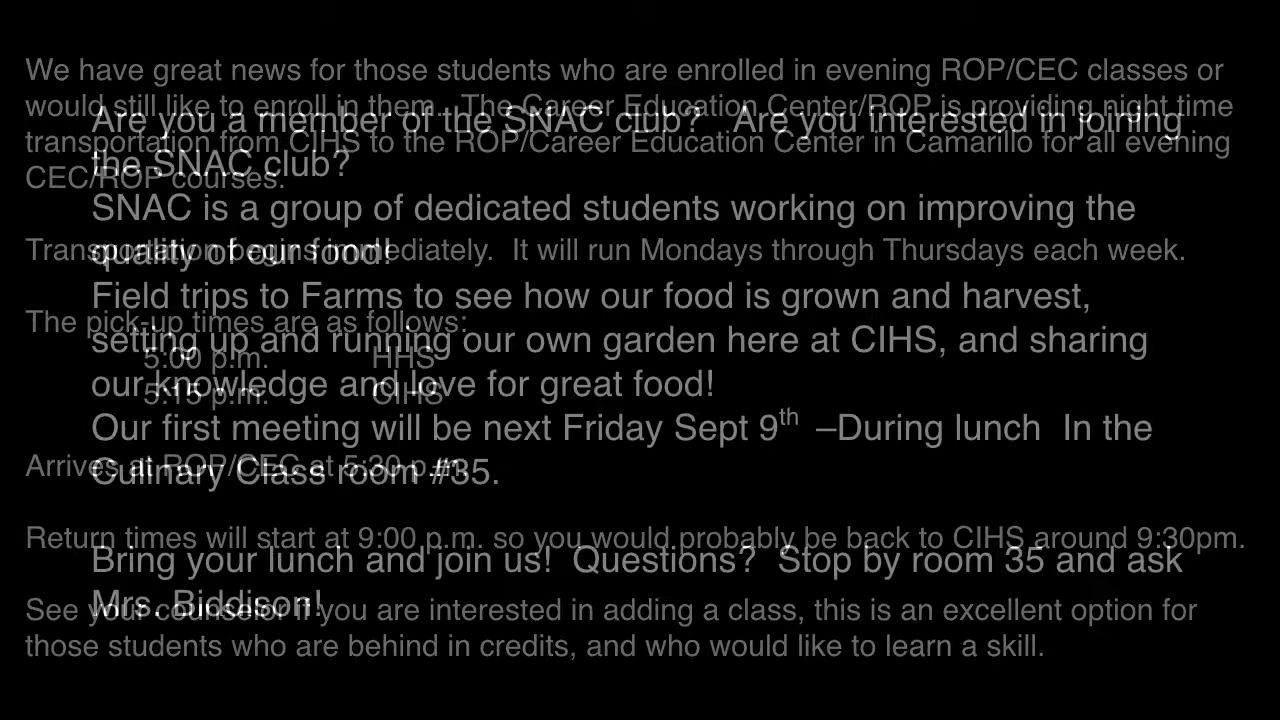 We have great news for those students who are enrolled in evening ROP/CEC classes or
would still like to enroll in them.  The Career Education Center/ROP is providing night time
transportation from CIHS to the ROP/Career Education Center in Camarillo for all evening
CEC/ROP courses.
Transportation begins immediately.  It will run Mondays through Thursdays each week.
The pick-up times are as follows:
5:00 p.m. HHS
5:15 p.m. CIHS
Arrives at ROP/CEC at 5:30 p.m.
Return times will start at 9:00 p.m. so you would probably be back to CIHS around 9:30pm.
See your counselor if you are interested in adding a class, this is an excellent option for
those students who are behind in credits, and who would like to learn a skill.
Are you a member of the SNAC club?   Are you interested in joining
the SNAC club?
SNAC is a group of dedicated students working on improving the
quality of our food!
Field trips to Farms to see how our food is grown and harvest,
setting up and running our own garden here at CIHS, and sharing
our knowledge and love for great food!
Our first meeting will be next Friday Sept 9th  –During lunch  In the
Culinary Class room #35.
Bring your lunch and join us!  Questions?  Stop by room 35 and ask
Mrs. Biddison!